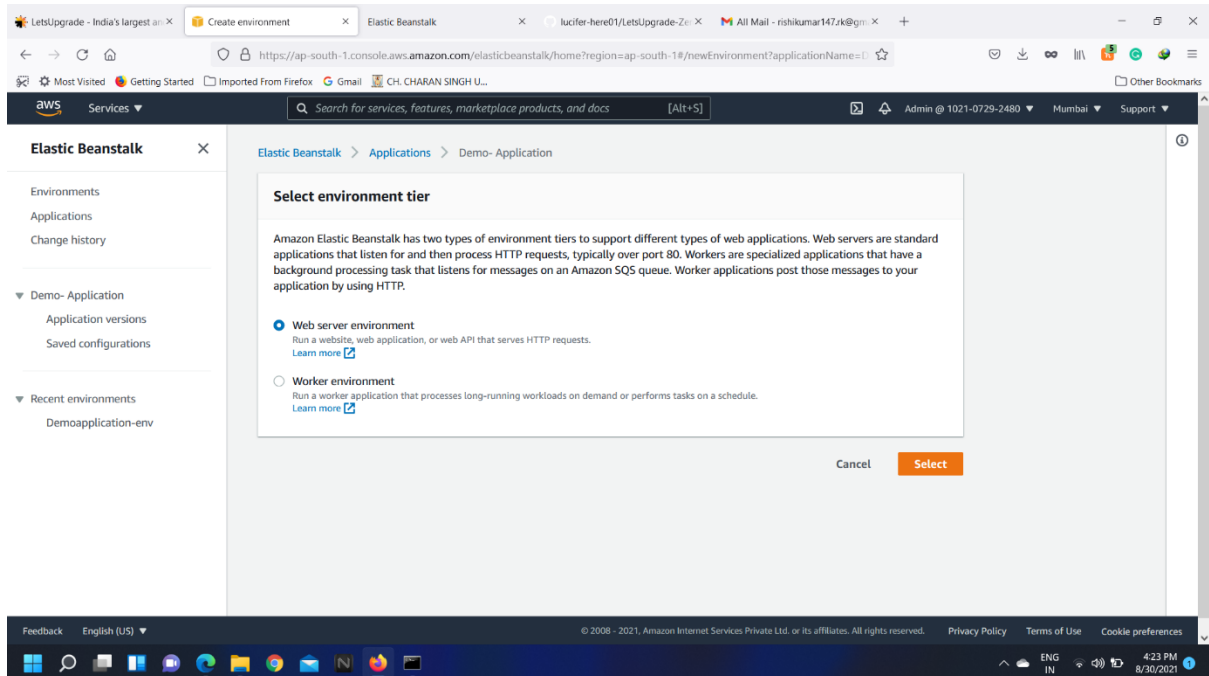 LetsUpgrade - India's largest an
Create environment
Elastic Beanstalk
lucifer-here01/LetsUpgrade-Ze
All Mail - rishikumar147.rk@gm
https://ap-south-1.console.aws.amazon.com/elasticbeanstalk/home?region=ap-south-1#/newEnvironment?applicationName=D
5
Most Visited
Getting Started
Imported From Firefox
Gmail
CH. CHARAN SINGH U...
Other Bookmarks
aws
Services ▼
Search for services, features, marketplace products, and docs
[Alt+S]
Admin @ 1021-0729-2480 ▼
Mumbai ▼
Support ▼
Elastic Beanstalk
Environments
Applications
Change history
Demo- Application
Application versions
Saved configurations
Recent environments
Demoapplication-env
Elastic Beanstalk > Applications > Demo- Application
Select environment tier
Amazon Elastic Beanstalk has two types of environment tiers to support different types of web applications. Web servers are standard
applications that listen for and then process HTTP requests, typically over port 80. Workers are specialized applications that have a
background processing task that listens for messages on an Amazon SQS queue. Worker applications post those messages to your
application by using HTTP.
Web server environment
Run a website, web application, or web API that serves HTTP requests.
Learn more
Worker environment
Run a worker application that processes long-running workloads on demand or performs tasks on a schedule.
Learn more
Cancel
Select
Feedback
English (US) ▼
© 2008 - 2021, Amazon Internet Services Private Ltd. or its affiliates. All rights reserved.
Privacy Policy
Terms of Use
Cookie preferences
N
ENG
IN
4:23 PM
8/30/2021
1